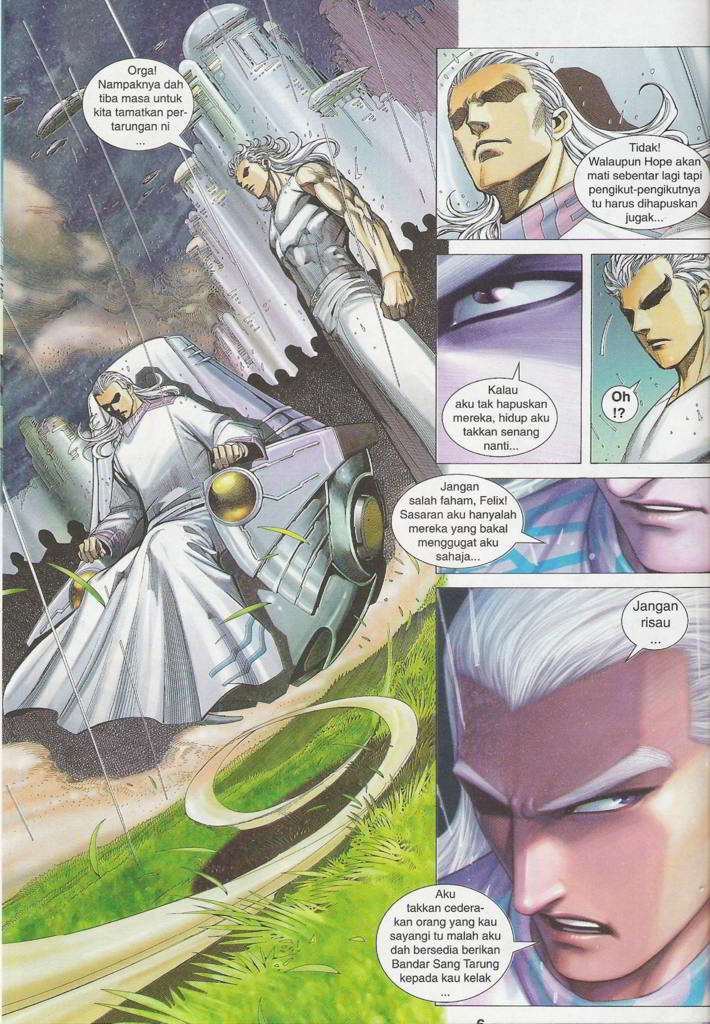 Orga!
Nampaknya dah
tiba masa untuk
kita tamatkan per-
tarungan ni
...
Tidak!
Walaupun Hope akan
mati sebentar lagi tapi
pengikut-pengikutnya
tu harus dihapuskan
jugak...
Kalau
aku tak hapuskan
mereka, hidup aku
takkan senang
nanti...
Oh
!?
Jangan
salah faham, Felix!
Sasaran aku hanyalah
mereka yang bakal
menggugat aku
sahaja...
Jangan
risau
...
Aku
takkan cedera-
kan orang yang kau
sayangi tu malah aku
dah bersedia berikan
Bandar Sang Tarung
kepada kau kelak
...
6